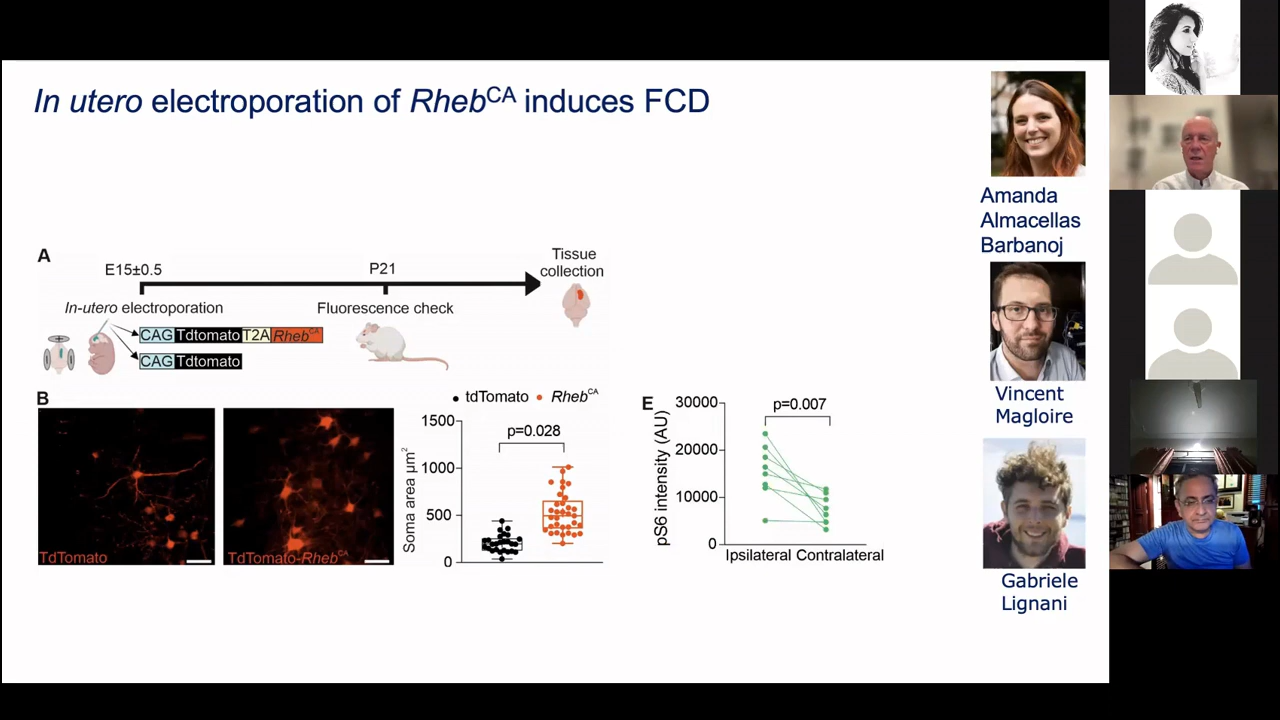 In utero electroporation of RhebCA induces FCD
A
E15±0.5
P21
Tissue
collection
In-utero electroporation
Fluorescence check
CAG Tdtomato T2A RhebCA
CAG Tdtomato
B
tdTomato RhebCA
TdTomato
TdTomato-RhebCA
Soma area µm2
1500
1000
500
0
p=0.028
E
pS6 intensity (AU)
30000
20000
10000
0
p=0.007
Ipsilateral Contralateral
Amanda
Almacellas
Barbanoj
Vincent
Magloire
Gabriele
Lignani